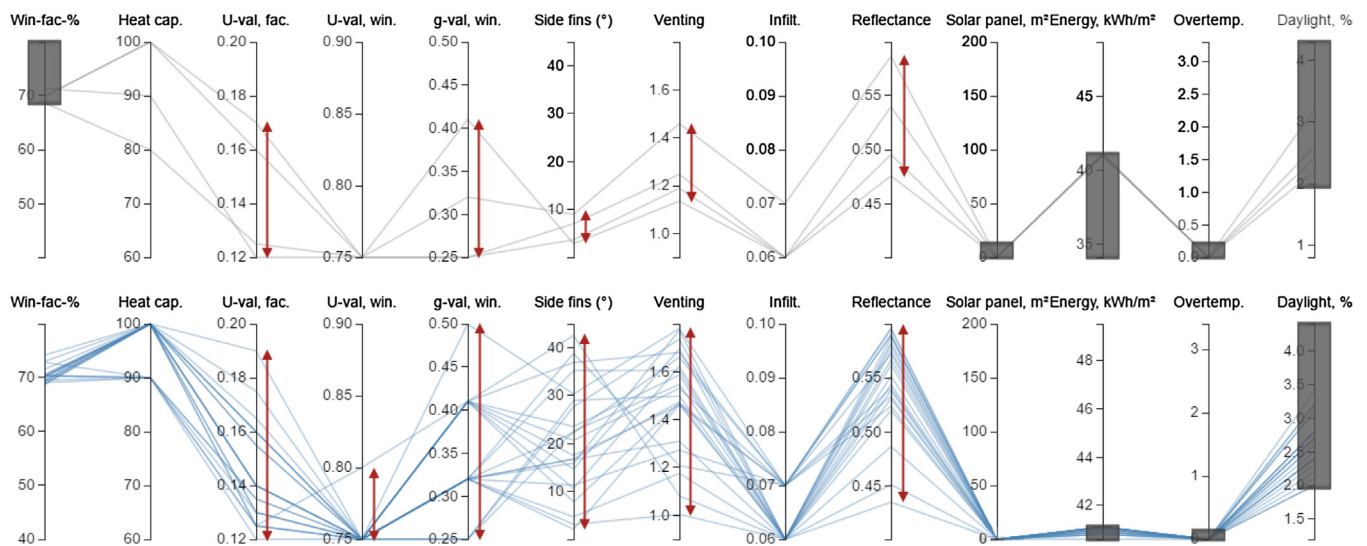 Win-fac-% Heat cap. U-val, fac. U-val, win. g-val, win. Side fins (°) Venting Infilt. Reflectance Solar panel, m² Energy, kWh/m² Overtemp. Daylight, %
100 0.20 0.90 0.50 0.10 200
40 3.0 4
1.6 0.55 45 2.5
70 90 0.18 0.85 0.45 30 0.09 150 2.0 3
0.40 1.4
60 80 0.16 0.35 20 0.08 0.50 100 40 1.5 2
0.80 0.30 1.2 1.0
50 70 0.14 0.25 10 0.07 0.45 50 0.5
1.0 35 1
60 0.12 0.75 0.06 0 0.0
Win-fac-% Heat cap. U-val, fac. U-val, win. g-val, win. Side fins (°) Venting Infilt. Reflectance Solar panel, m² Energy, kWh/m² Overtemp. Daylight, %
100 0.20 0.90 0.50 0.10 200 3
40 4.0
70 90 0.18 0.85 0.45 1.6 0.09 0.55 150 48 3.5
30 46 2 3.0
60 80 0.16 0.40 1.4 0.08 0.50 100
0.80 0.35 20 44 2.5
50 70 0.14 0.30 1.2 0.07 0.45 50 1 2.0
10 1.0 42 1.5
40 60 0.12 0.75 0.25 0.06 0